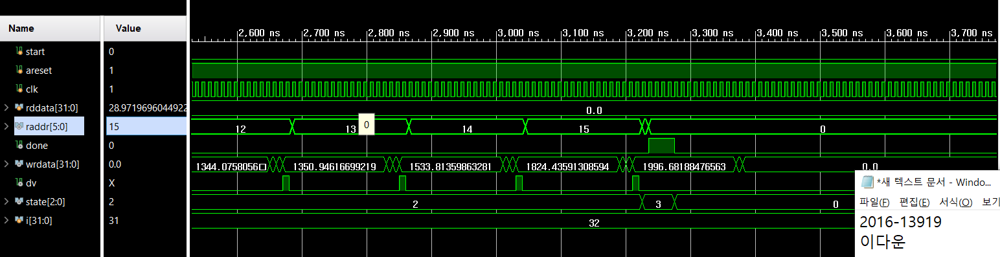 Name Value
2,600 ns 2,700 ns 2,800 ns 2,900 ns 3,000 ns 3,100 ns 3,200 ns 3,300 ns 3,400 ns 3,500 ns 3,600 ns 3,700 ns
start 0
areset 1
clk 1
rddata[31:0] 28.9719696044922 0.0
raddr[5:0] 15 12 13 0 14 15 0
done 0
wrdata[31:0] 0.0 1344.0758056□ 1350.94616699219 1533.81359863281 1824.43591308594 1996.68188476563 0.0
dv X
state[2:0] 2 2 3 0
i[31:0] 31 32
*새 텍스트 문서 - Windo...
파일(F) 편집(E) 서식(O) 보기
2016-13919
이다운